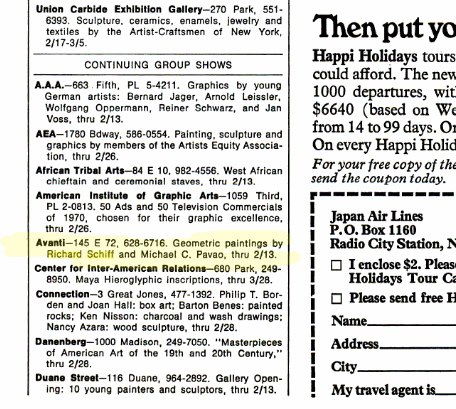 Union Carbide Exhibition Gallery—270 Park, 551-
6393. Sculpture, ceramics, enamels, jewelry and
textiles by the Artist-Craftsmen of New York,
2/17-3/5.
CONTINUING GROUP SHOWS
A.A.A.—663 Fifth, PL 5-4211. Graphics by young
German artists: Bernard Jager, Arnold Leissler,
Wolfgang Oppermann, Reiner Schwarz, and Jan
Voss, thru 2/13.
AEA—1780 Bdway, 586-0554. Painting, sculpture and
graphics by members of the Artists Equity Associa-
tion, thru 2/26.
African Tribal Arts—84 E 10, 982-4556. West African
chieftain and ceremonial staves, thru 2/13.
American Institute of Graphic Arts—1059 Third,
PL 2-0813. 50 Ads and 50 Television Commercials
of 1970, chosen for their graphic excellence,
thru 2/26.
Avanti—145 E 72, 628-6716. Geometric paintings by
Richard Schiff and Michael C. Pavao, thru 2/13.
Center for Inter-American Relations—680 Park, 249-
8950. Maya Hieroglyphic inscriptions, thru 3/28.
Connection—3 Great Jones, 477-1392. Philip T. Bor-
den and Joan Hall: box art; Barton Benes: painted
rocks; Ken Nisson: charcoal and wash drawings;
Nancy Azara: wood sculpture, thru 2/28.
Danenberg—1000 Madison, 249-7050. "Masterpieces
of American Art of the 19th and 20th Century,"
thru 2/28.
Duane Street—116 Duane, 964-2892. Gallery Open-
ing: 10 young painters and sculptors, thru 2/13.
Then put yo
Happi Holidays tours
could afford. The new
1000 departures, wit
$6640 (based on We
from 14 to 99 days. Or
On every Happi Holid
For your free copy of the
send the coupon today.
Japan Air Lines
P.O. Box 1160
Radio City Station, N
I enclose $2. Pleas
Holidays Tour Ca
Please send free H
Name
Address
City
My travel agent is